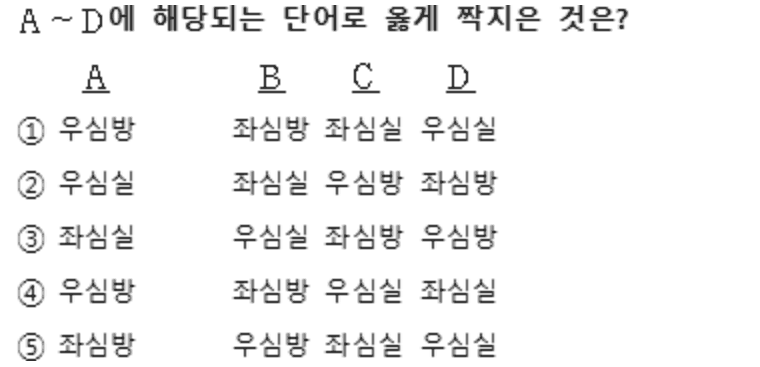 A ~ D에 해당되는 단어로 옳게 짝지은 것은?
A B C D
① 우심방 좌심방 좌심실 우심실
② 우심실 좌심실 우심방 좌심방
③ 좌심실 우심실 좌심방 우심방
④ 우심방 좌심방 우심실 좌심실
⑤ 좌심방 우심방 좌심실 우심실